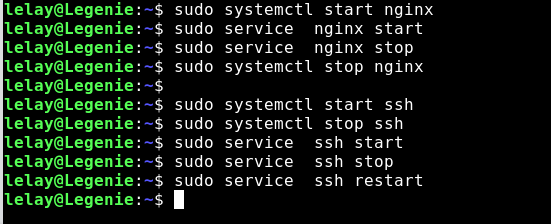 lelay@Legenie:~$ sudo systemctl start nginx
lelay@Legenie:~$ sudo service  nginx start
lelay@Legenie:~$ sudo service  nginx stop
lelay@Legenie:~$ sudo systemctl stop nginx
lelay@Legenie:~$
lelay@Legenie:~$ sudo systemctl start ssh
lelay@Legenie:~$ sudo systemctl stop ssh
lelay@Legenie:~$ sudo service  ssh start
lelay@Legenie:~$ sudo service  ssh stop
lelay@Legenie:~$ sudo service  ssh restart
lelay@Legenie:~$